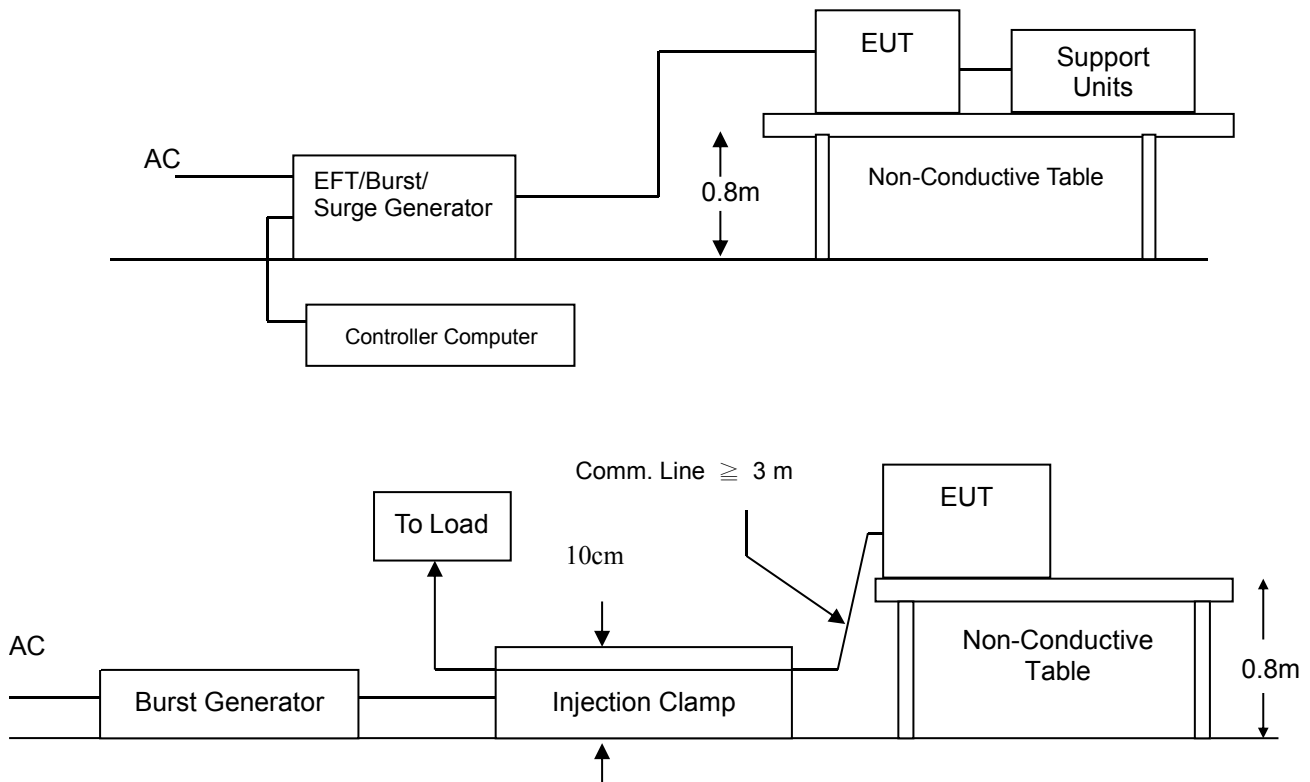 EUT
Support
Units
AC
EFT/Burst/
Surge Generator
0.8m
Non-Conductive Table
Controller Computer
Comm. Line ≧ 3 m
EUT
To Load
10cm
AC
Non-Conductive
Table
0.8m
Burst Generator
Injection Clamp